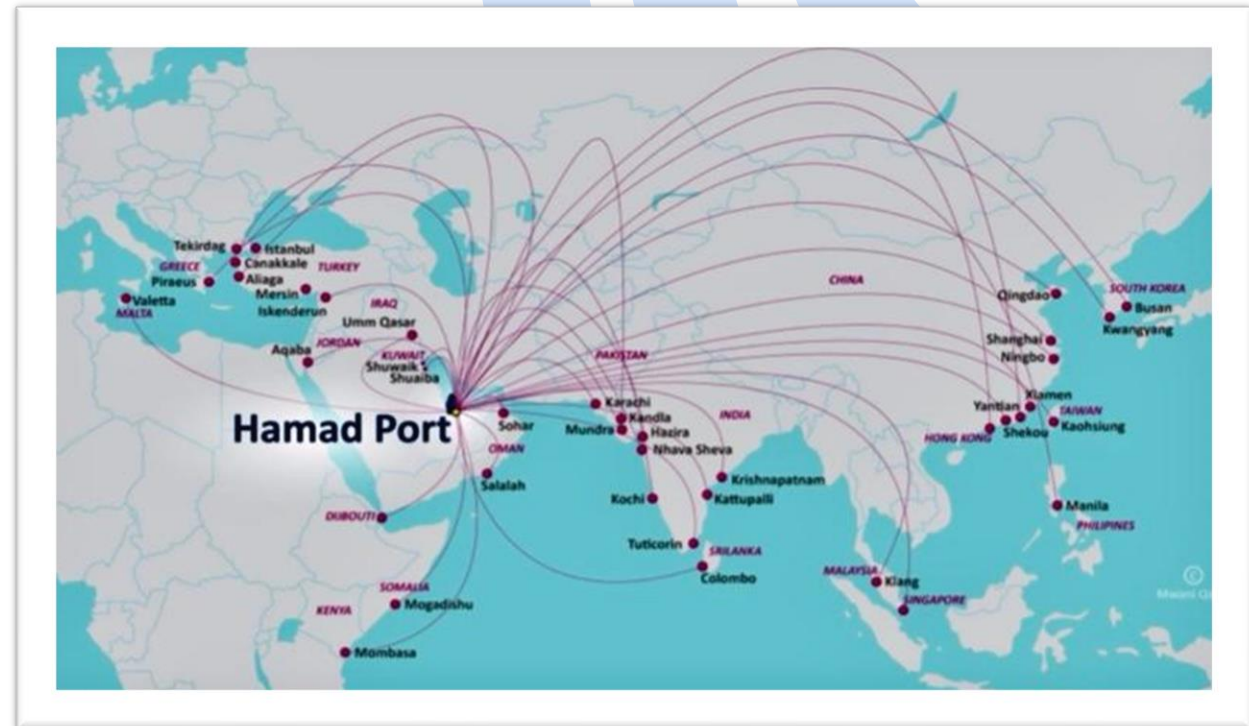 Tekirdag
Istanbul
GREECE
Canakkale
TURKEY
Piraeus
Aliaga
Mersin
Valetta
MALTA
Iskenderun
IRAQ
Umm Qasar
Aqaba
JORDAN
KUWAIT
Shuwaik
Shuaiba
Hamad Port
Sohar
OMAN
Salalah
DJIBOUTI
SOMALIA
Mogadishu
KENYA
Mombasa
PAKISTAN
Karachi
Kandla
Mundra
Hazira
INDIA
Nhava Sheva
Krishnapatnam
Kochi
Kattupalli
Tuticorin
SRILANKA
Colombo
CHINA
Qingdao
SOUTH KOREA
Busan
Kwangyang
Shanghai
Ningbo
Xiamen
Yantian
TAIWAN
Kaohsiung
Shekou
HONG KONG
Manila
PHILIPINES
MALAYSIA
Klang
SINGAPORE
©
Mwani